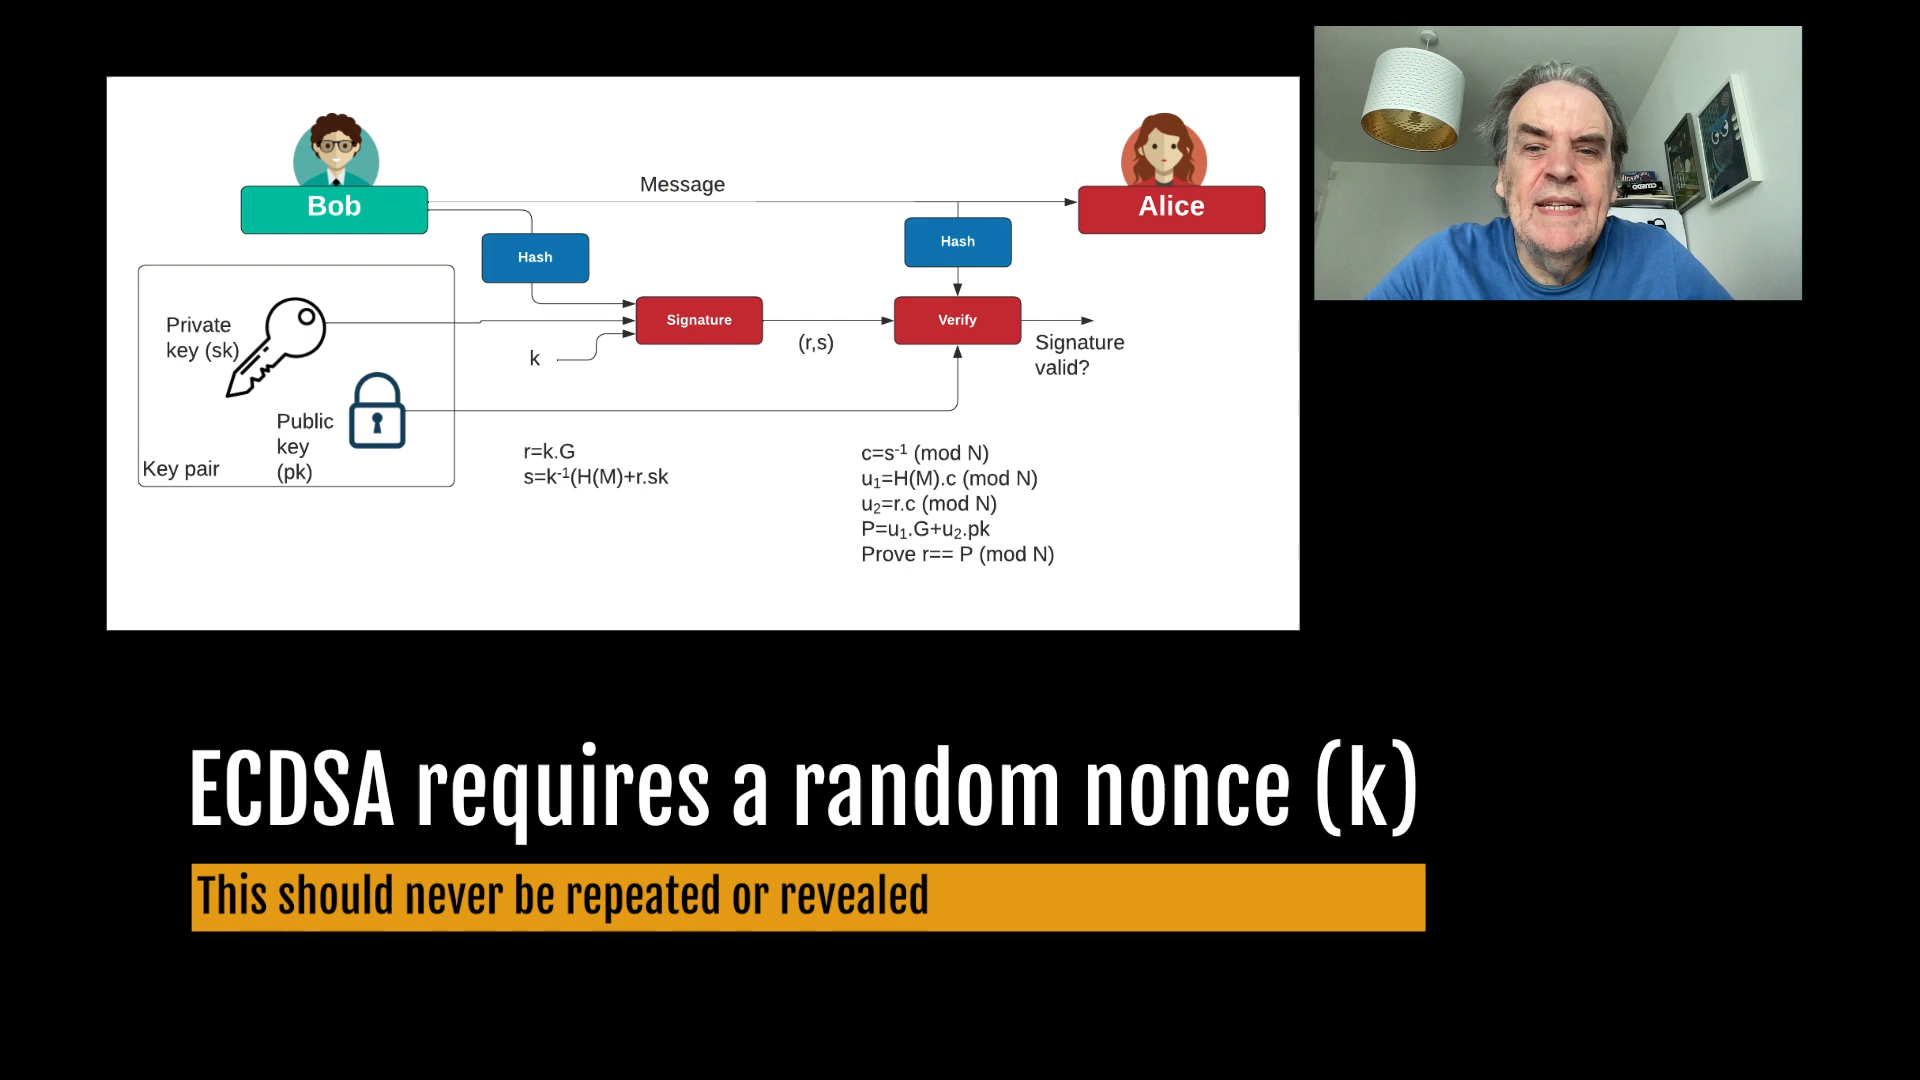 Message
Bob
Alice
Hash
Hash
Private
key (sk)
Signature
Verify
k
(r,s)
Signature
valid?
Public
key
(pk)
Key pair
r=k.G
s=k⁻¹(H(M)+r.sk
c=s⁻¹ (mod N)
u₁=H(M).c (mod N)
u₂=r.c (mod N)
P=u₁.G+u₂.pk
Prove r== P (mod N)
ECDSA requires a random nonce (k)
This should never be repeated or revealed